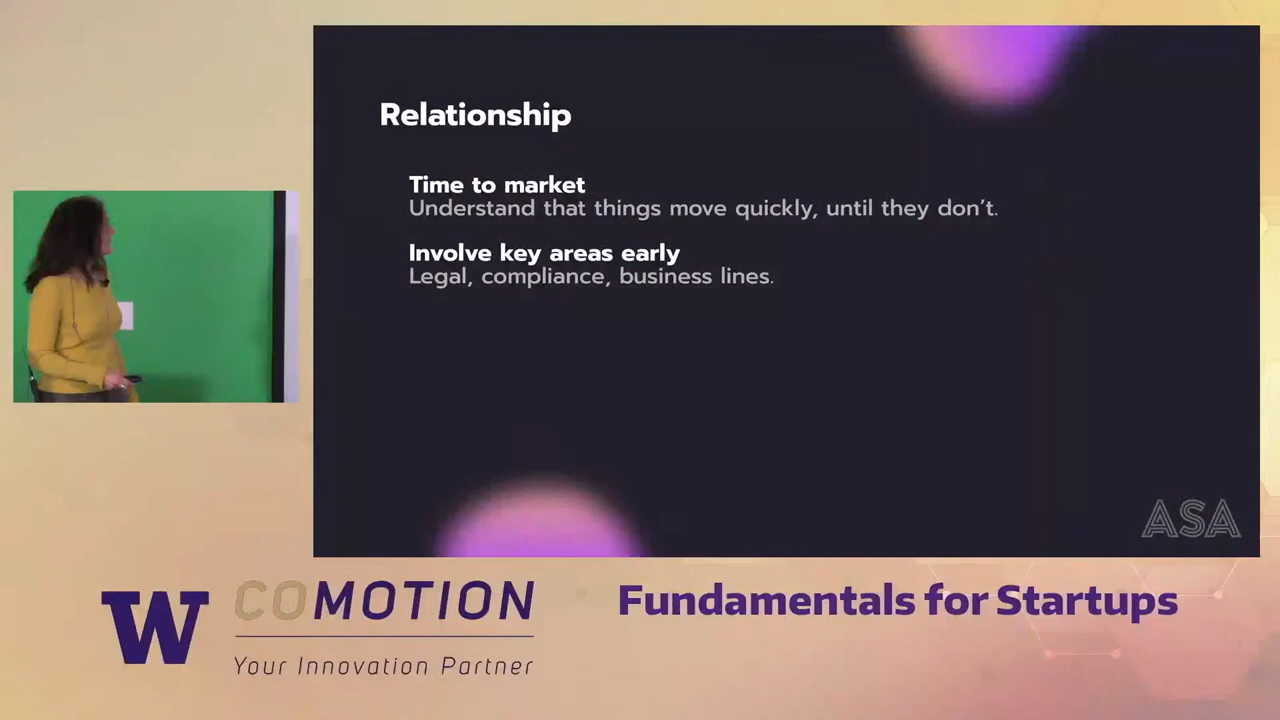 Relationship
Time to market
Understand that things move quickly, until they don't.
Involve key areas early
Legal, compliance, business lines.
ASA
W
COMOTION
Your Innovation Partner
Fundamentals for Startups